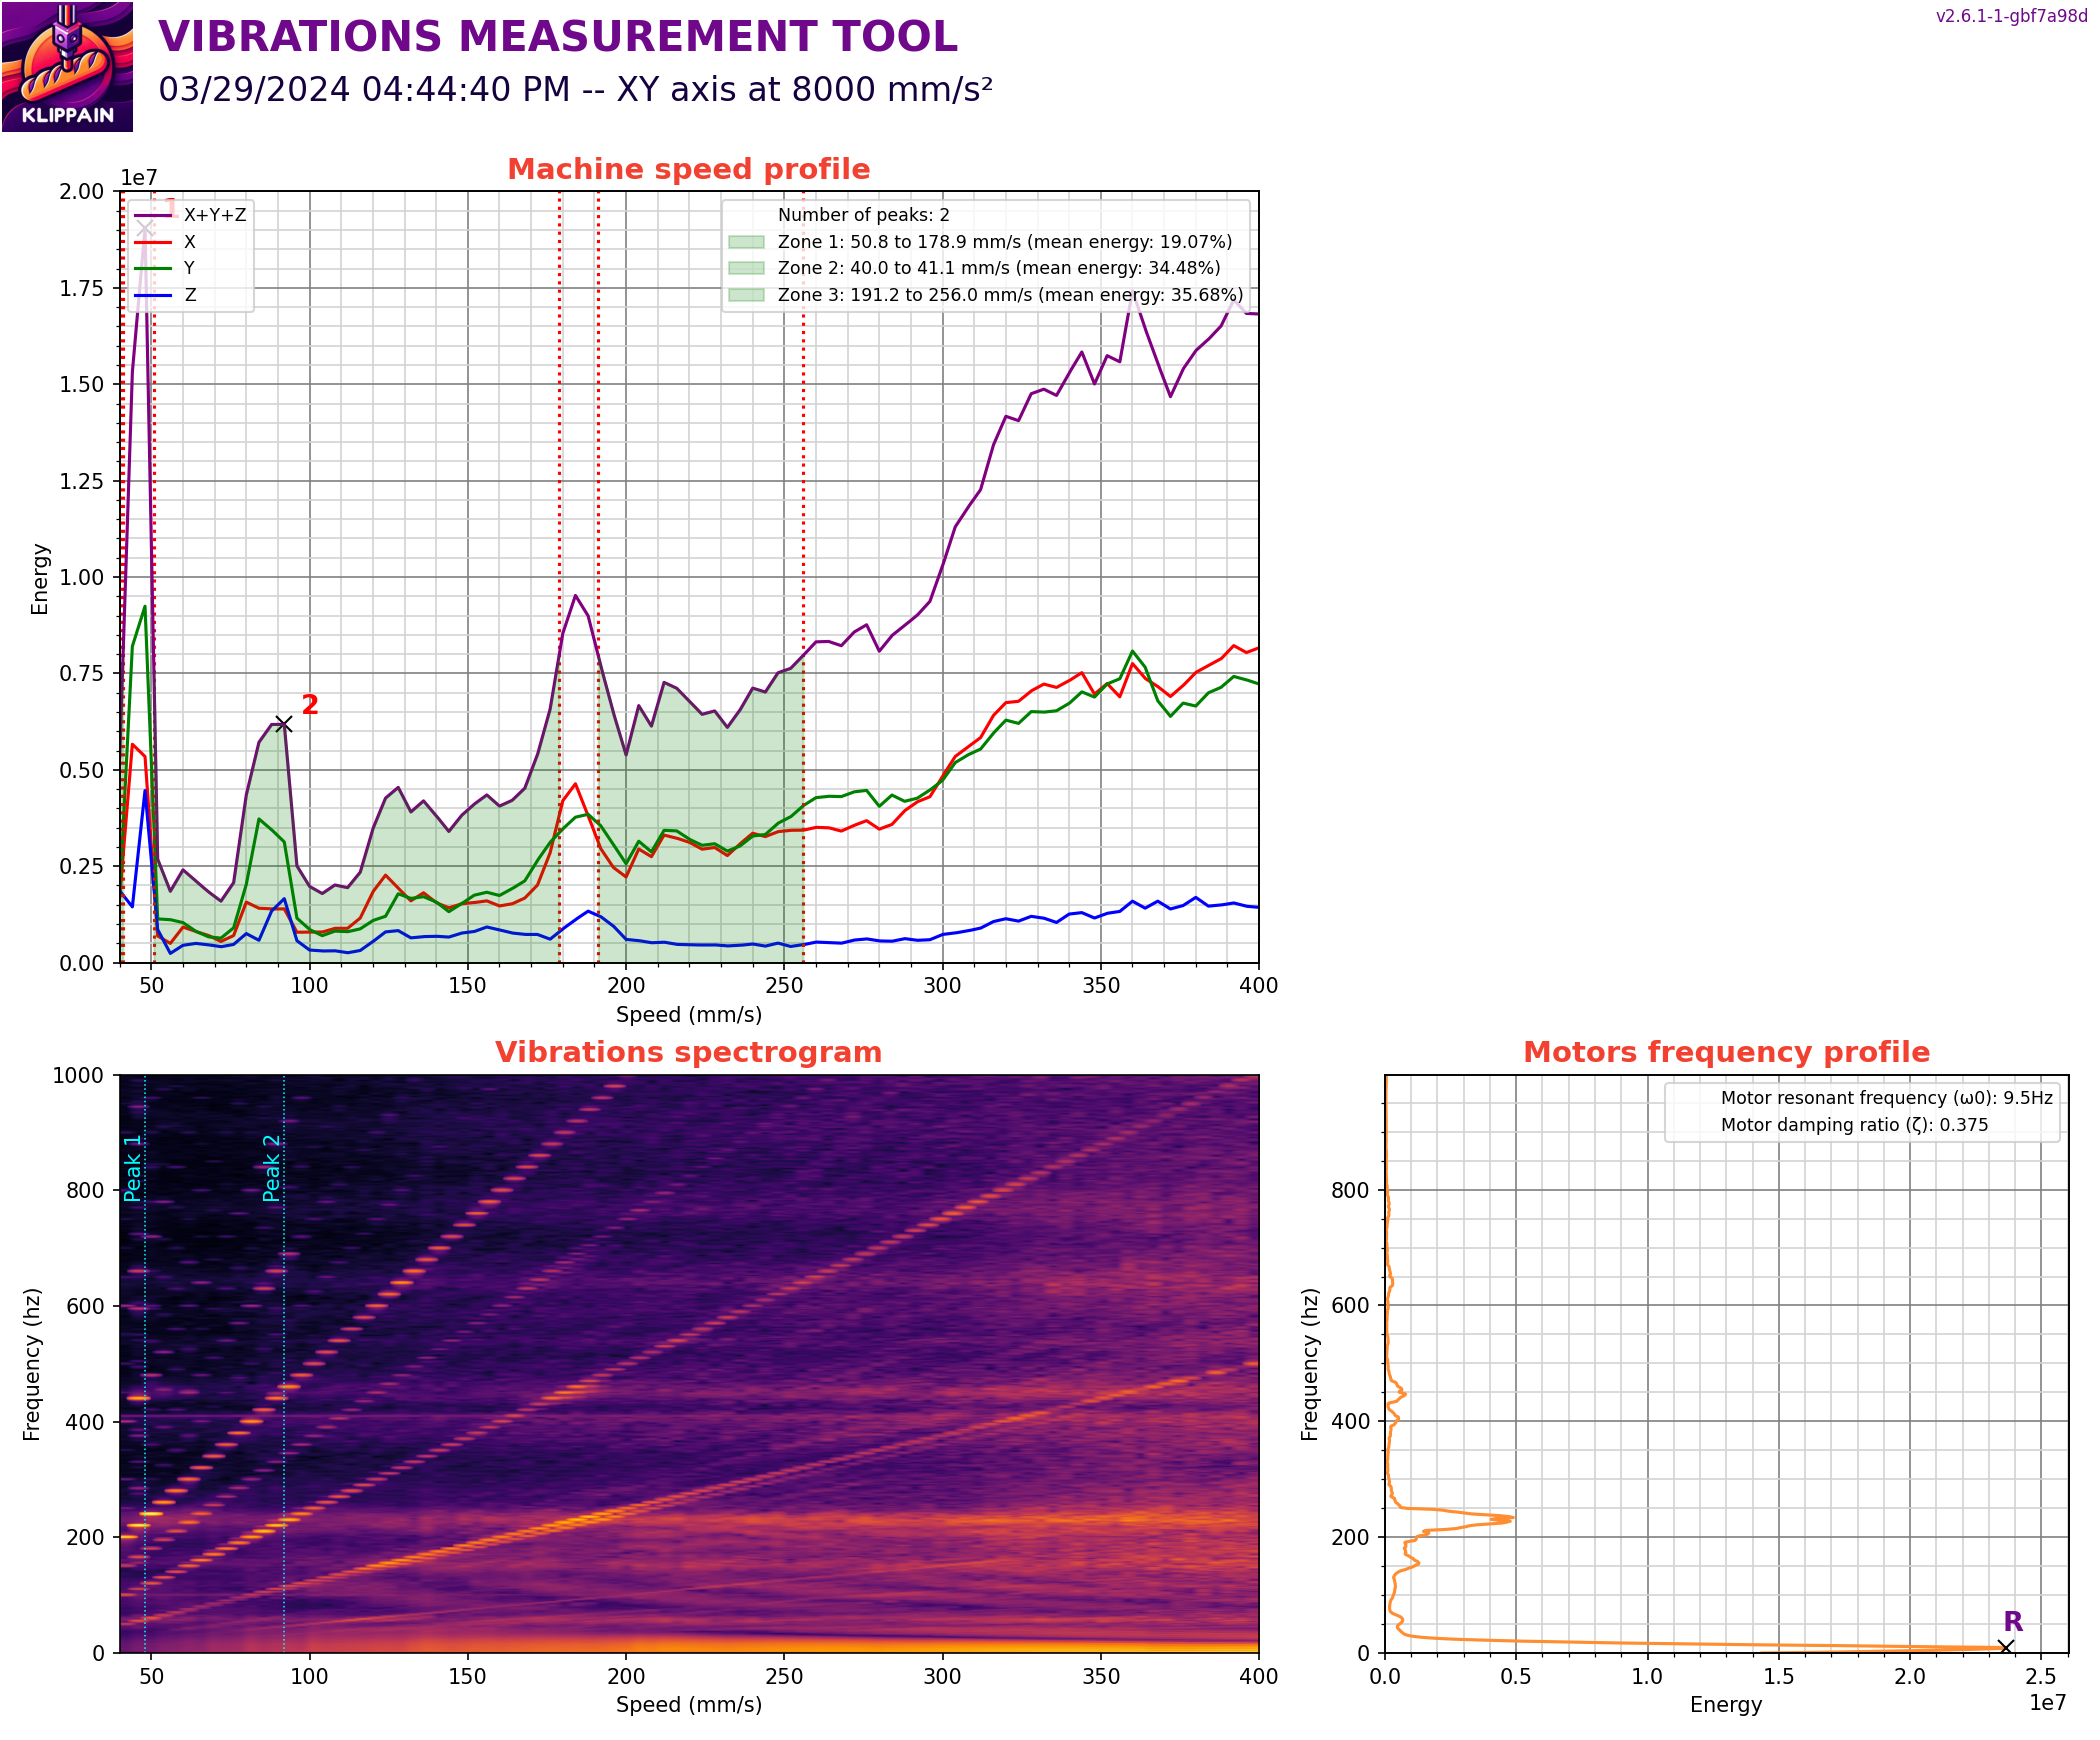 KLIPPAIN
VIBRATIONS MEASUREMENT TOOL
03/29/2024 04:44:40 PM -- XY axis at 8000 mm/s²
v2.6.1-1-gbf7a98d
Machine speed profile
1e7
2.00
1.75
1.50
1.25
1.00
0.75
0.50
0.25
0.00
Energy
X+Y+Z
X
Y
Z
1
2
Number of peaks: 2
Zone 1: 50.8 to 178.9 mm/s (mean energy: 19.07%)
Zone 2: 40.0 to 41.1 mm/s (mean energy: 34.48%)
Zone 3: 191.2 to 256.0 mm/s (mean energy: 35.68%)
50 100 150 200 250 300 350 400
Speed (mm/s)
Vibrations spectrogram
1000
800
600
400
200
0
Frequency (hz)
Peak 1
Peak 2
50 100 150 200 250 300 350 400
Speed (mm/s)
Motors frequency profile
Motor resonant frequency (ω0): 9.5Hz
Motor damping ratio (ζ): 0.375
800
600
400
200
0
Frequency (hz)
R
0.0 0.5 1.0 1.5 2.0 2.5
1e7
Energy